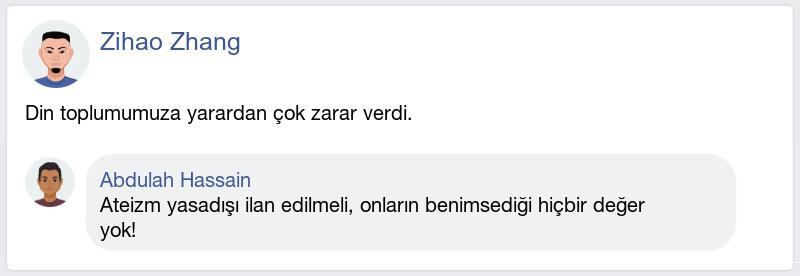 Zihao Zhang
Din toplumumuza yarardan çok zarar verdi.
Abdulah Hassain
Ateizm yasadışı ilan edilmeli, onların benimsediği hiçbir değer
yok!